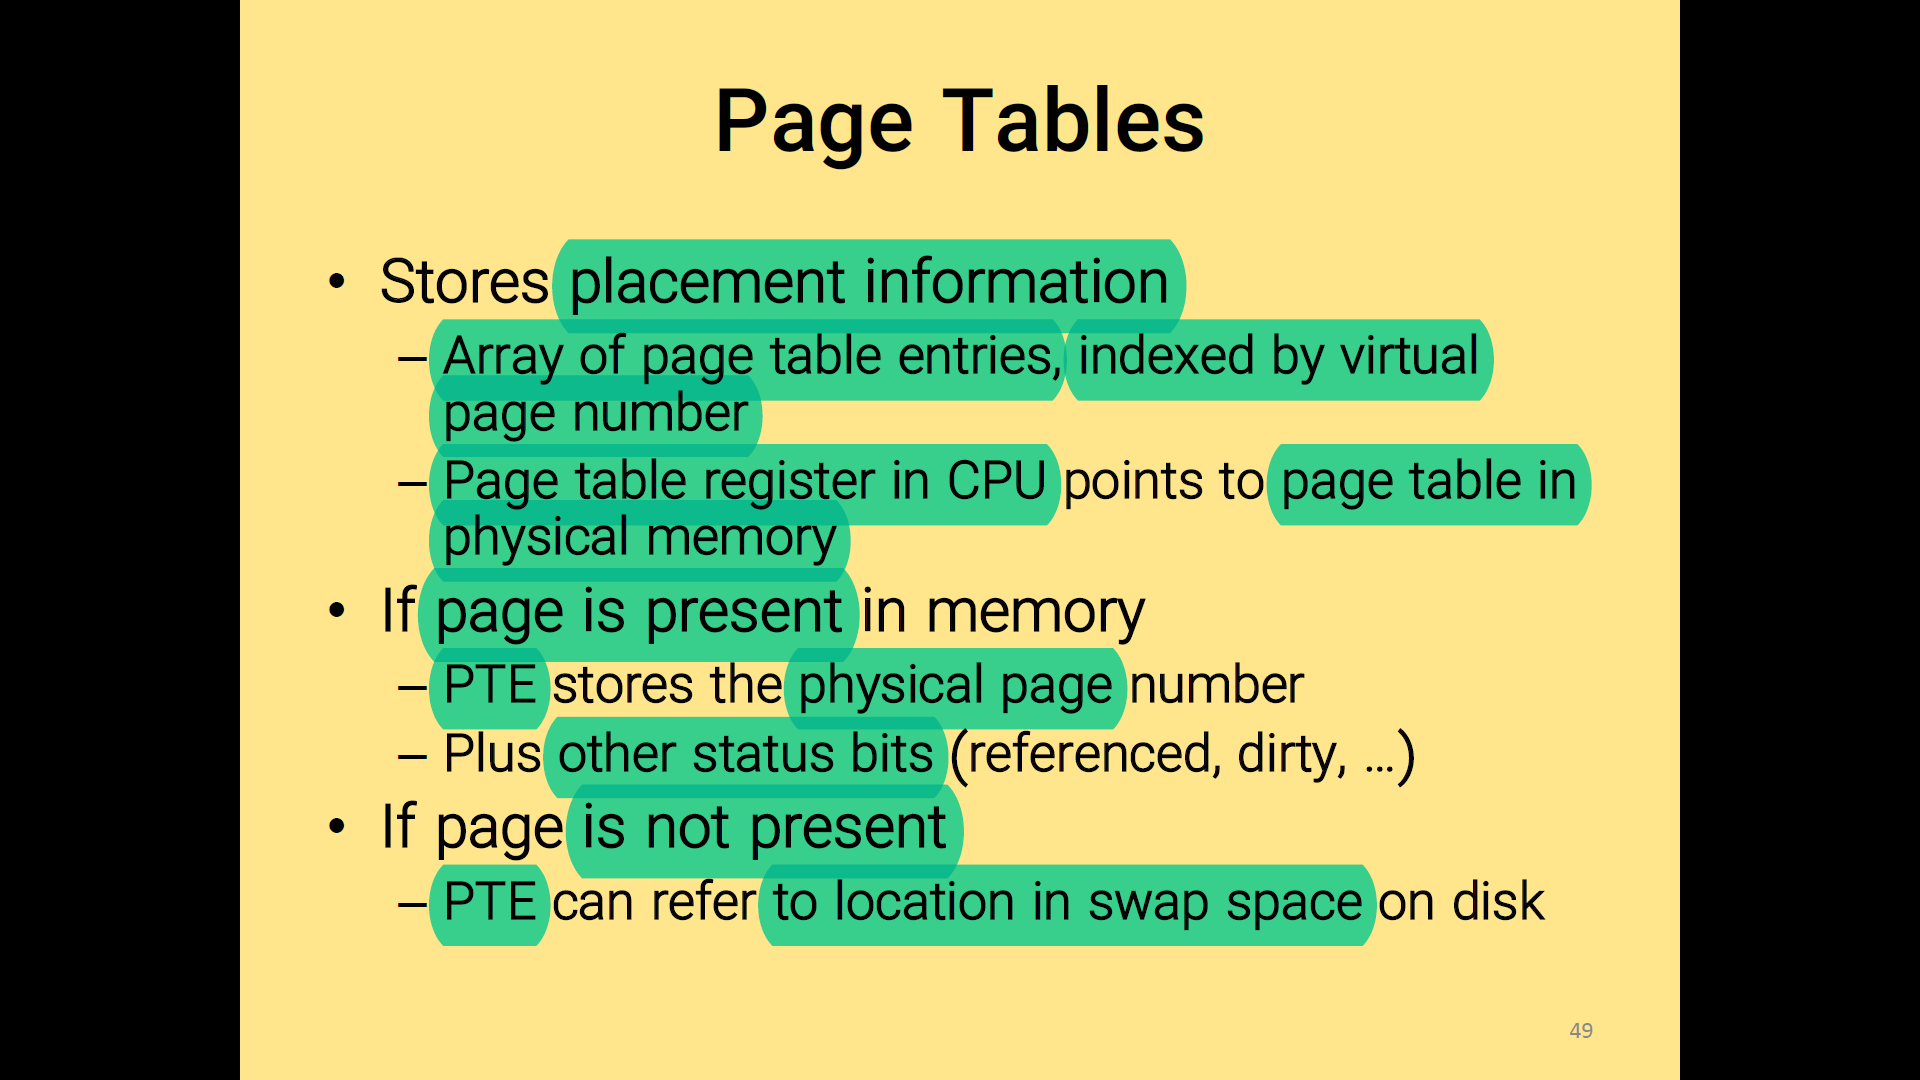 Page Tables
• Stores placement information
– Array of page table entries, indexed by virtual
page number
– Page table register in CPU points to page table in
physical memory
• If page is present in memory
– PTE stores the physical page number
– Plus other status bits (referenced, dirty, ...)
• If page is not present
– PTE can refer to location in swap space on disk
49